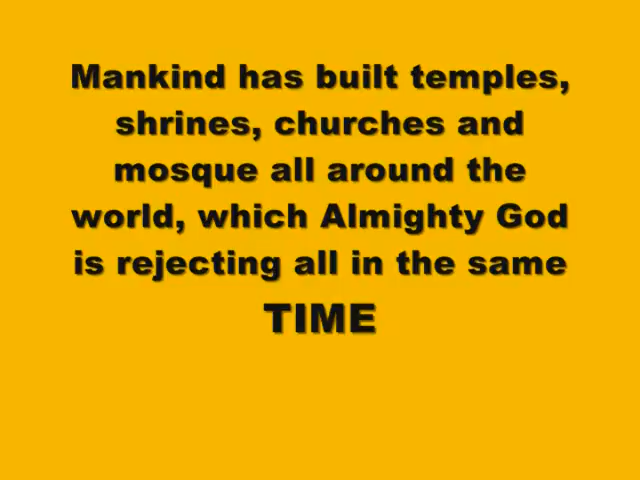 Mankind has built temples,
shrines, churches and
mosque all around the
world, which Almighty God
is rejecting all in the same
TIME